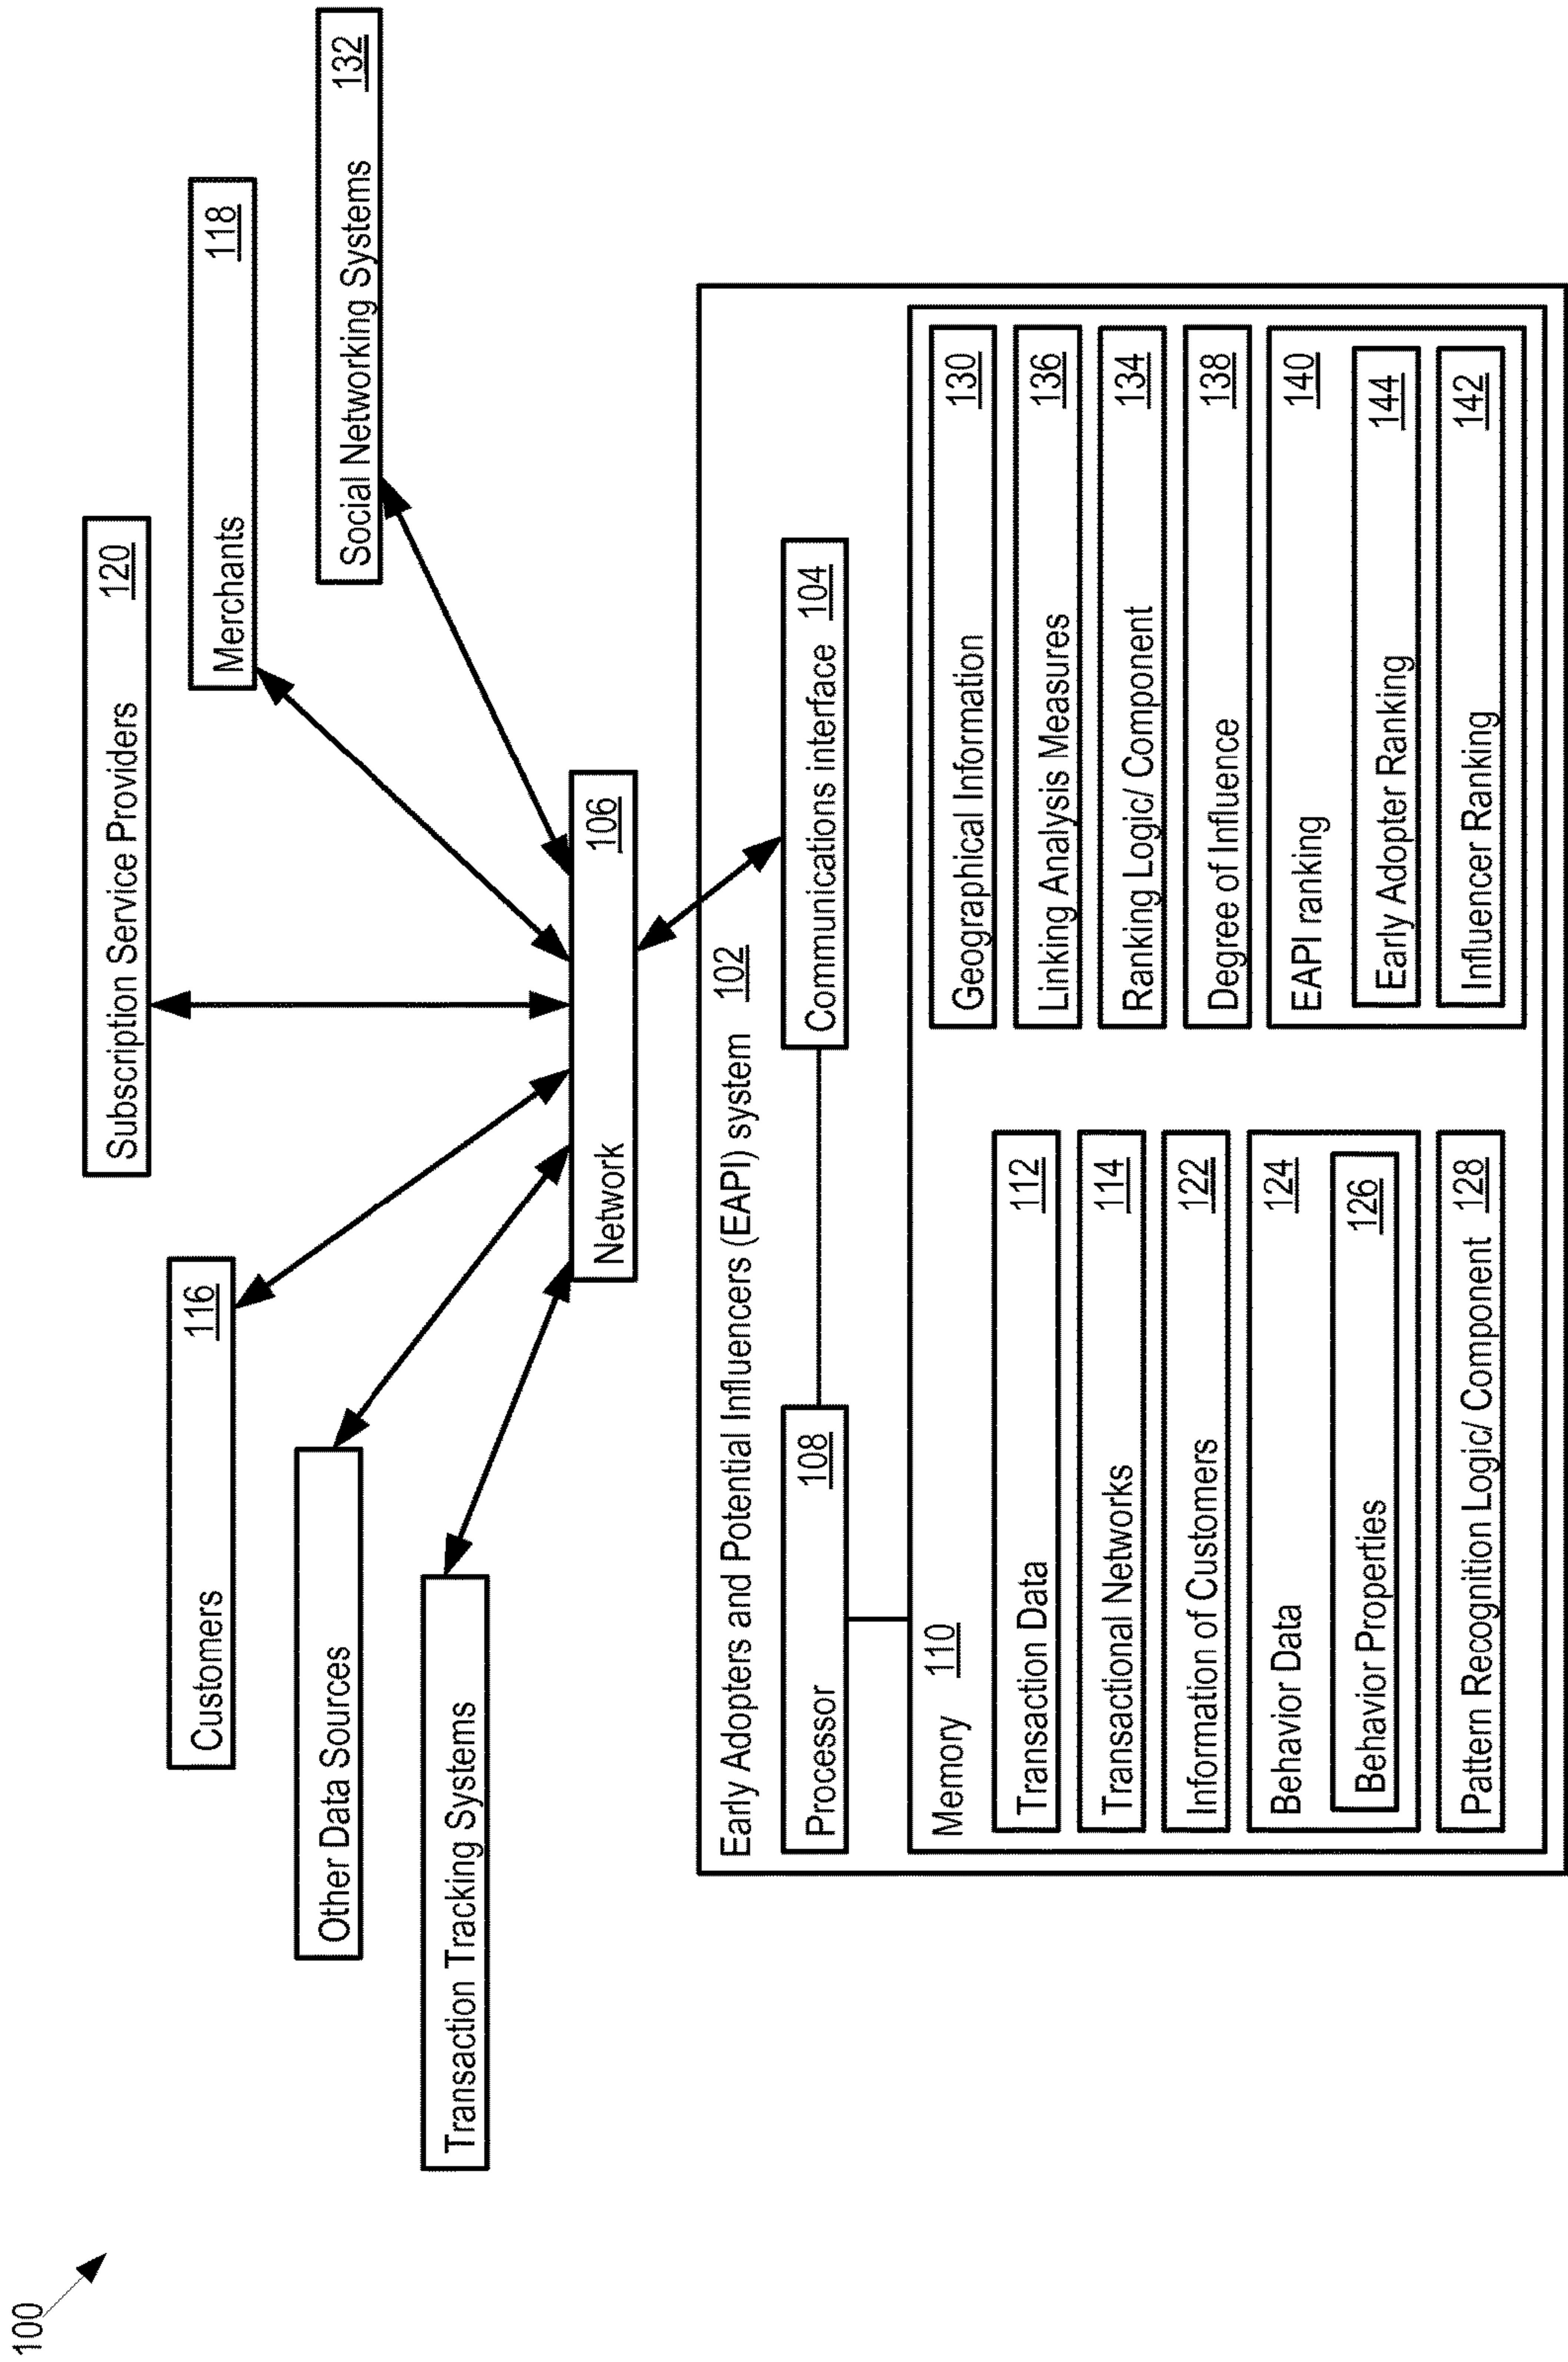 100
Subscription Service Providers 120
Customers 116
Merchants 118
Other Data Sources
Social Networking Systems 132
Transaction Tracking Systems
Network 106
Early Adopters and Potential Influencers (EAPI) system 102
Processor 108
Communications interface 104
Memory 110
Transaction Data 112
Transactional Networks 114
Information of Customers 122
Behavior Data 124
Behavior Properties 126
Pattern Recognition Logic/ Component 128
Geographical Information 130
Linking Analysis Measures 136
Ranking Logic/ Component 134
Degree of Influence 138
EAPI ranking 140
Early Adopter Ranking 144
Influencer Ranking 142